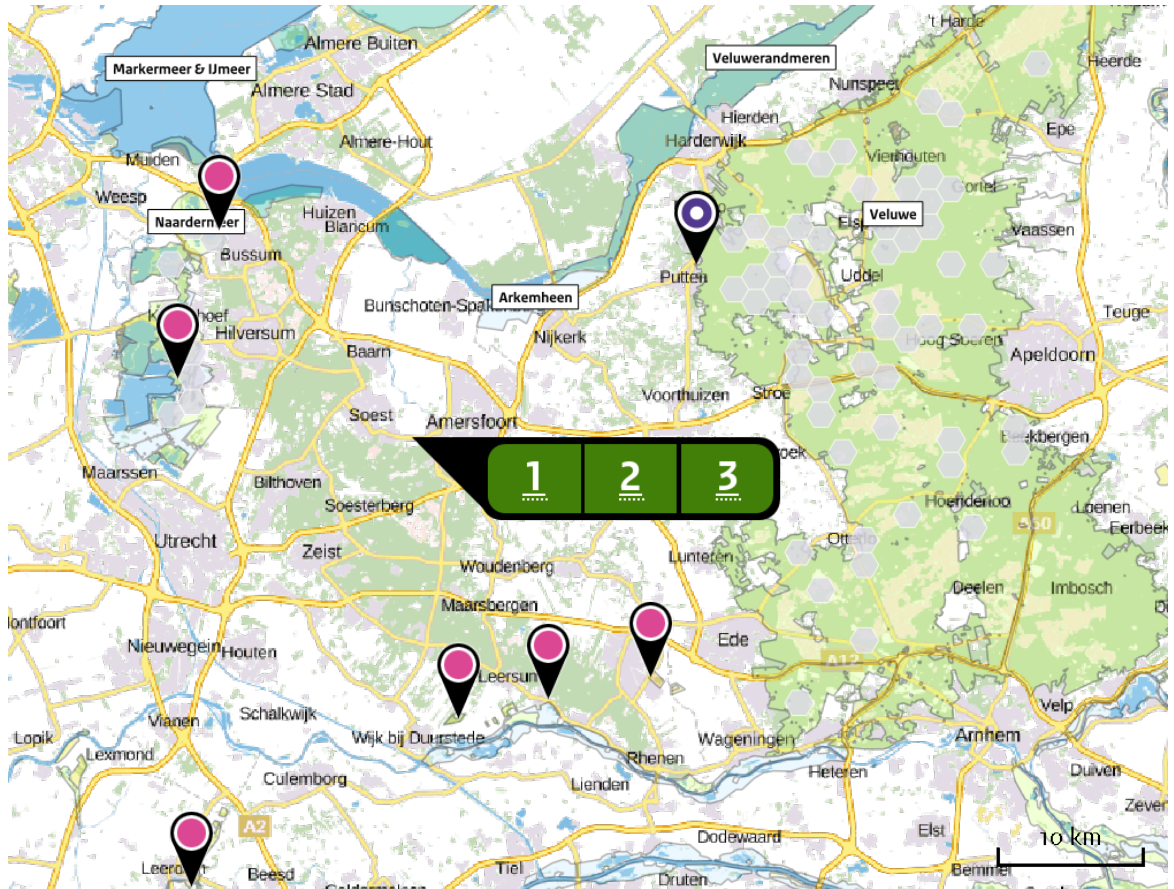 't Harde
Almere Buiten
Markermeer & IJmeer
Veluwerandmeren
Heerde
Almere Stad
Nunspeet
Hierden
Epe
Almere-Hout
Harderwijk
Muiden
Vierhouten
Weesp
Gortel
Huizen
Naardermeer
Blaricum
Veluwe
Vaassen
Bussum
Putten
Uddel
Arkemheen
Bunschoten-Spakenburg
Teuge
Hilversum
Nijkerk
Hoog Soeren
Baarn
Apeldoorn
Voorthuizen
Stroe
Soest
Amersfoort
Beekbergen
Maarssen
1 2 3
Bilthoven
Hoenderloo
Soesterberg
Loenen
A50
Eerbeek
Utrecht
Otterlo
Zeist
Lunteren
Woudenberg
Deelen
Imbosch
Maarsbergen
Nieuwegein
Houten
Ede
A12
Leersum
Velp
Schalkwijk
Vianen
Lopik
Wijk bij Duurstede
Wageningen
Arnhem
Lexmond
Rhenen
Culemborg
Lienden
Heteren
Duiven
A2
Elst
Dodewaard
10 km
Beesd
Tiel
Druten